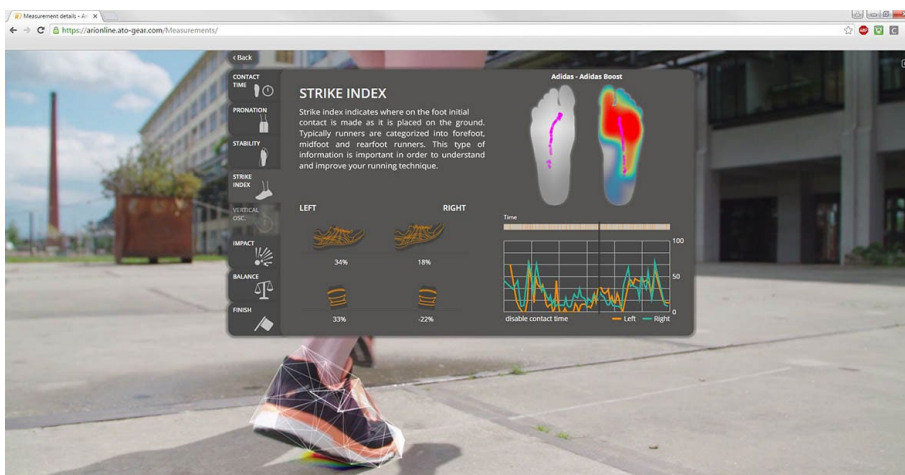 Measurement details - Ari
https://arionline.ato-gear.com/Measurements/
‹ Back
CONTACT
TIME
PRONATION
STABILITY
STRIKE
INDEX
VERTICAL
OSC.
IMPACT
BALANCE
FINISH
STRIKE INDEX
Strike index indicates where on the foot initial
contact is made as it is placed on the ground.
Typically runners are categorized into forefoot,
midfoot and rearfoot runners. This type of
information is important in order to understand
and improve your running technique.
LEFT RIGHT
34% 18%
33% -22%
Adidas - Adidas Boost
Time
100
50
0
disable contact time Left Right